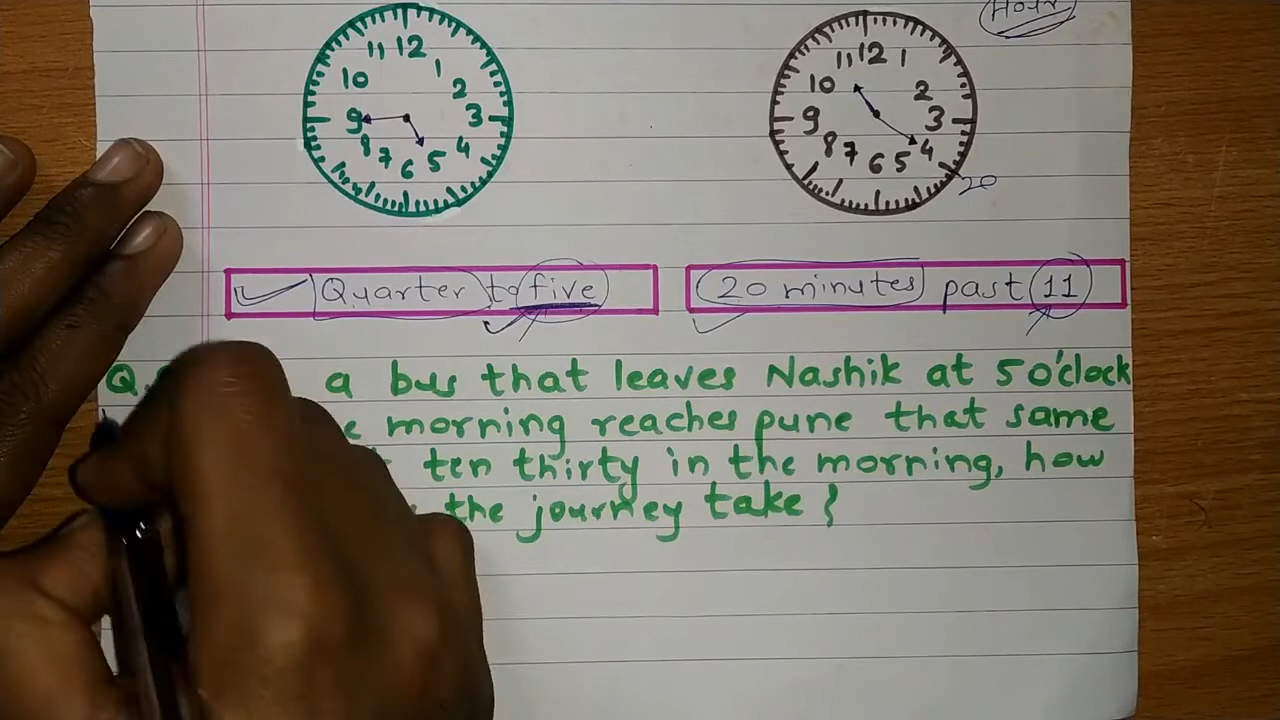 Hour
12 1 2 3 4 5 6 7 8 9 10 11
12 1 2 3 4 5 6 7 8 9 10 11
20
Quarter to five
20 minutes past 11
Q. a bus that leaves Nashik at 5 o'clock
morning reaches pune that same
ten thirty in the morning, how
the journey take ?